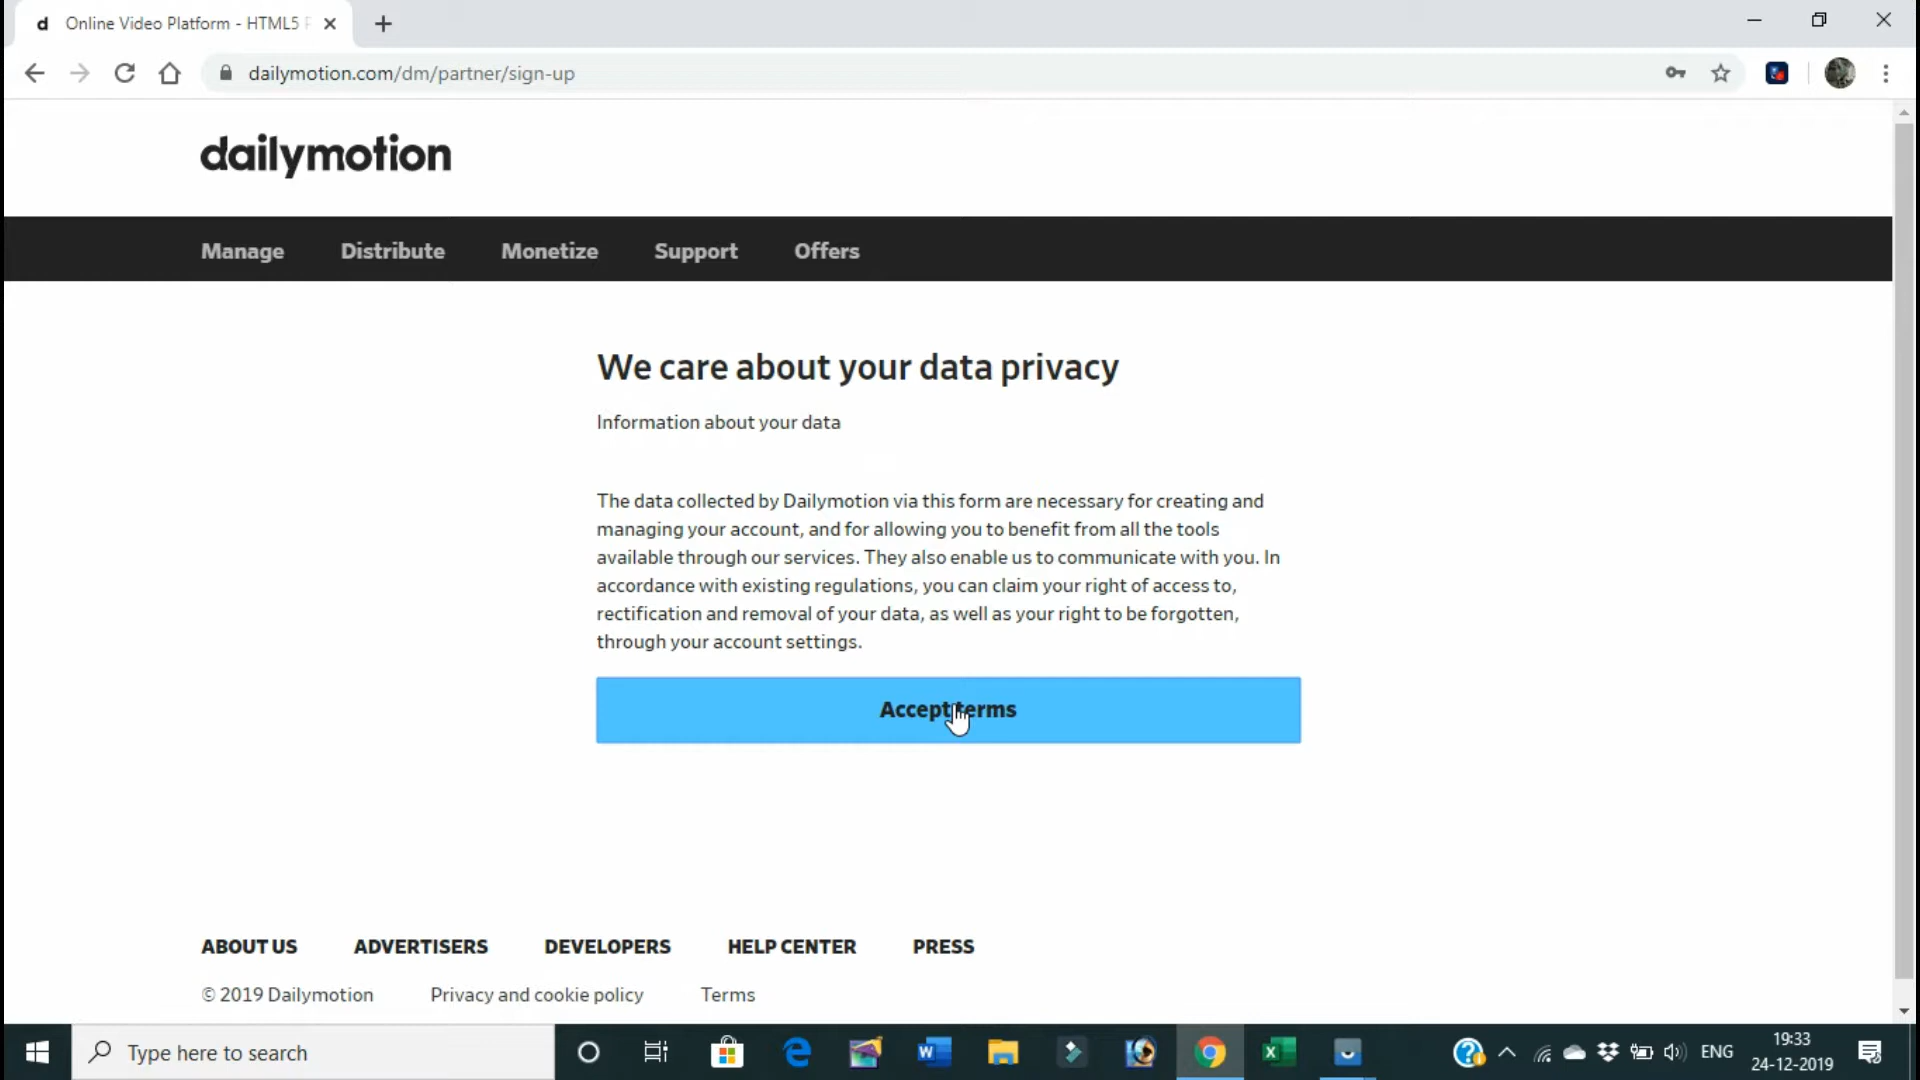 Online Video Platform - HTML5
dailymotion.com/dm/partner/sign-up
dailymotion
Manage Distribute Monetize Support Offers
We care about your data privacy
Information about your data
The data collected by Dailymotion via this form are necessary for creating and
managing your account, and for allowing you to benefit from all the tools
available through our services. They also enable us to communicate with you. In
accordance with existing regulations, you can claim your right of access to,
rectification and removal of your data, as well as your right to be forgotten,
through your account settings.
Accept terms
ABOUT US ADVERTISERS DEVELOPERS HELP CENTER PRESS
© 2019 Dailymotion Privacy and cookie policy Terms
Type here to search
ENG
19:33
24-12-2019